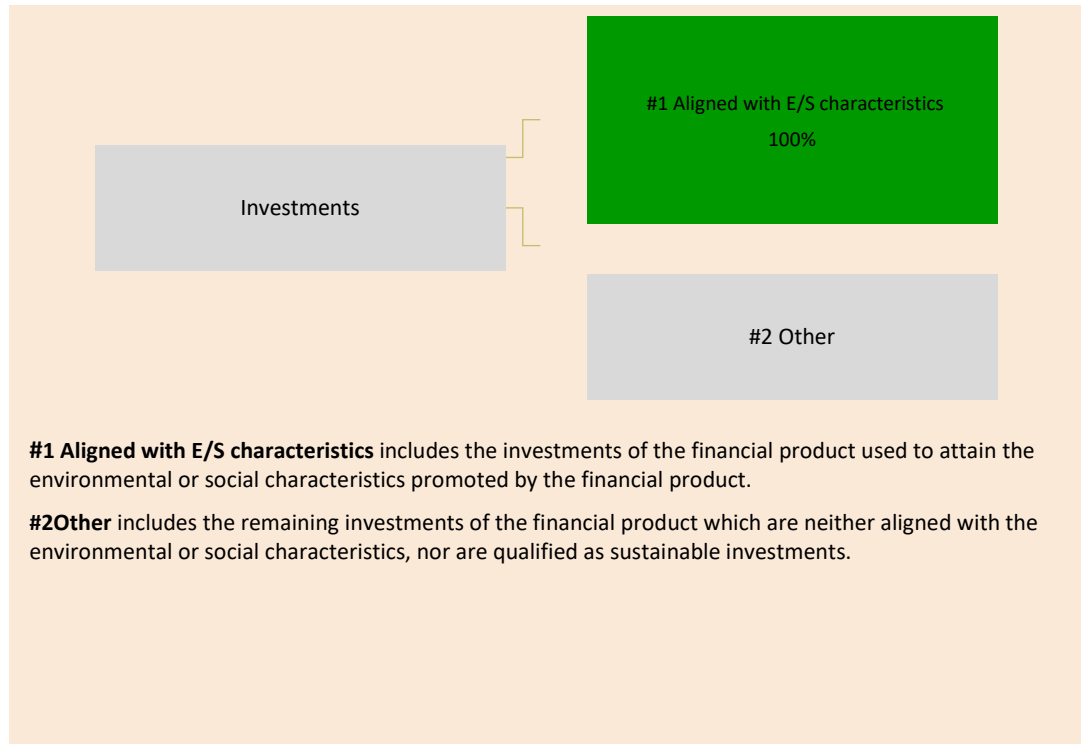 #1 Aligned with E/S characteristics
100%
Investments
#2 Other
#1 Aligned with E/S characteristics includes the investments of the financial product used to attain the
environmental or social characteristics promoted by the financial product.
#2Other includes the remaining investments of the financial product which are neither aligned with the
environmental or social characteristics, nor are qualified as sustainable investments.